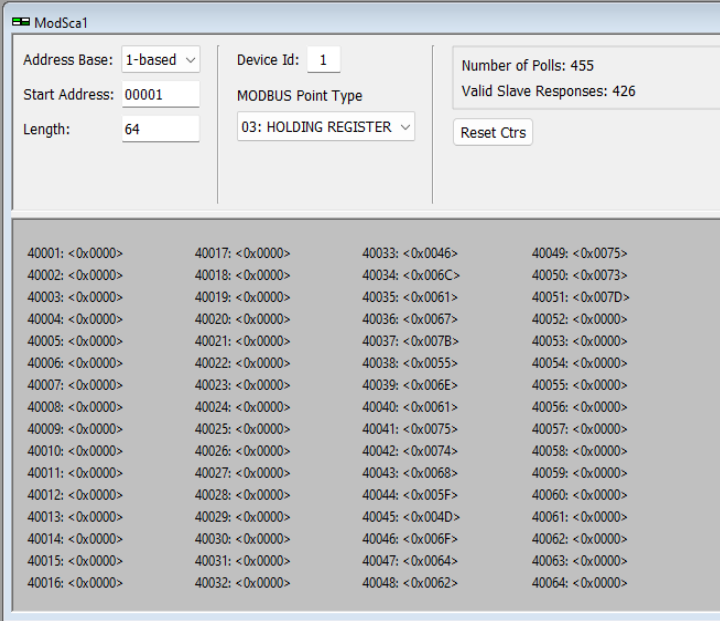 ModSca1
Address Base: 1-based
Start Address: 00001
Length: 64
Device Id: 1
MODBUS Point Type
03: HOLDING REGISTER
Number of Polls: 455
Valid Slave Responses: 426
Reset Ctrs
40001: <0x0000> 40017: <0x0000> 40033: <0x0046> 40049: <0x0075>
40002: <0x0000> 40018: <0x0000> 40034: <0x006C> 40050: <0x0073>
40003: <0x0000> 40019: <0x0000> 40035: <0x0061> 40051: <0x007D>
40004: <0x0000> 40020: <0x0000> 40036: <0x0067> 40052: <0x0000>
40005: <0x0000> 40021: <0x0000> 40037: <0x007B> 40053: <0x0000>
40006: <0x0000> 40022: <0x0000> 40038: <0x0055> 40054: <0x0000>
40007: <0x0000> 40023: <0x0000> 40039: <0x006E> 40055: <0x0000>
40008: <0x0000> 40024: <0x0000> 40040: <0x0061> 40056: <0x0000>
40009: <0x0000> 40025: <0x0000> 40041: <0x0075> 40057: <0x0000>
40010: <0x0000> 40026: <0x0000> 40042: <0x0074> 40058: <0x0000>
40011: <0x0000> 40027: <0x0000> 40043: <0x0068> 40059: <0x0000>
40012: <0x0000> 40028: <0x0000> 40044: <0x005F> 40060: <0x0000>
40013: <0x0000> 40029: <0x0000> 40045: <0x004D> 40061: <0x0000>
40014: <0x0000> 40030: <0x0000> 40046: <0x006F> 40062: <0x0000>
40015: <0x0000> 40031: <0x0000> 40047: <0x0064> 40063: <0x0000>
40016: <0x0000> 40032: <0x0000> 40048: <0x0062> 40064: <0x0000>